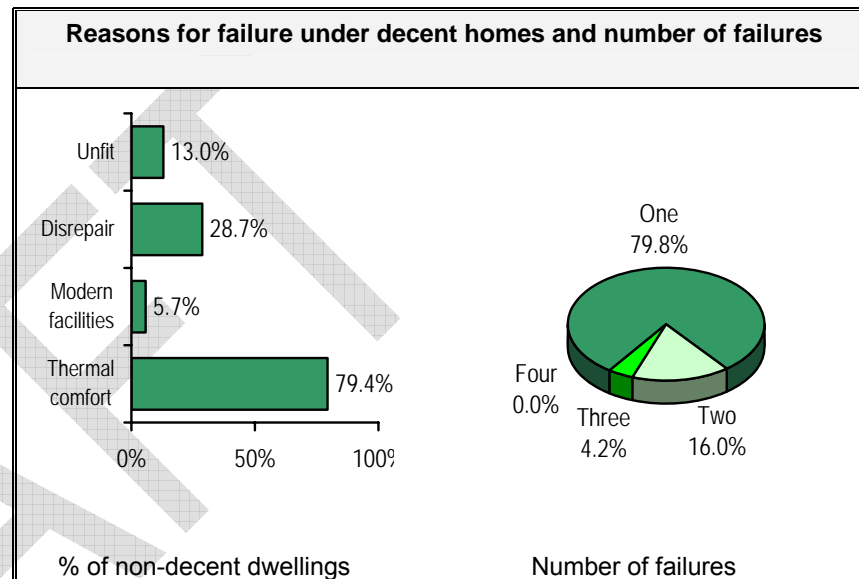 Reasons for failure under decent homes and number of failures
Unfit
13.0%
Disrepair
28.7%
Modern
facilities
5.7%
Thermal
comfort
79.4%
0%
50%
100%
% of non-decent dwellings
One
79.8%
Four
0.0%
Three
4.2%
Two
16.0%
Number of failures